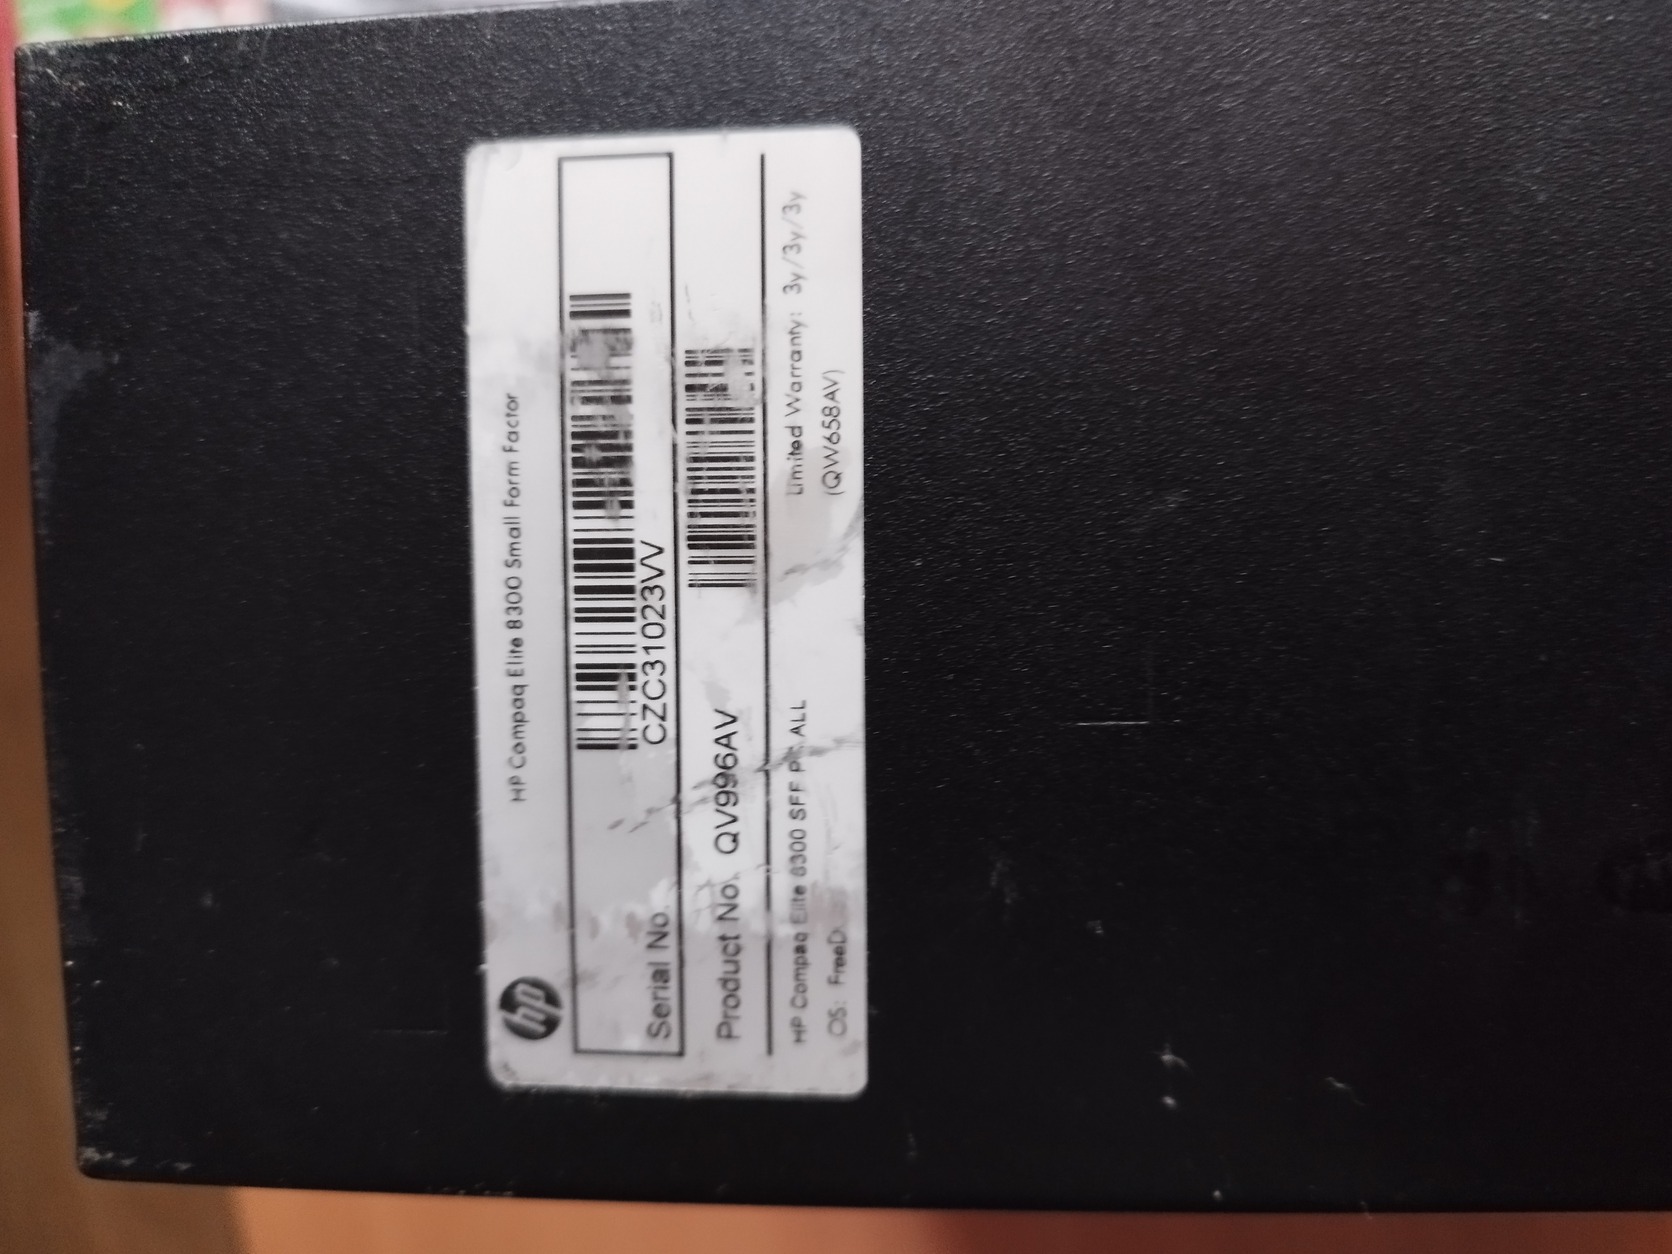 hp
HP Compaq Elite 8300 Small Form Factor
Serial No. CZC31023VV
Product No. QV996AV
HP Compaq Elite 8300 SFF ALL
Limited Warranty: 3y/3y/3y
OS:
(QW658AV)